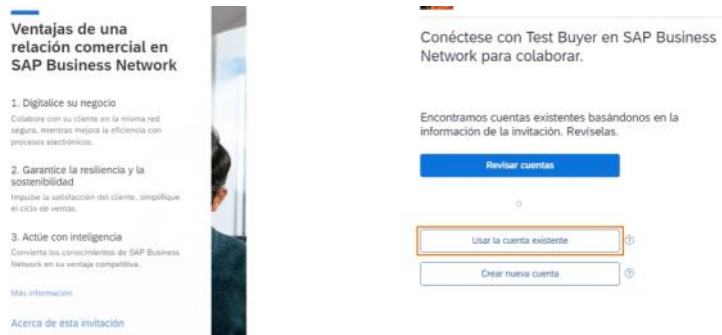 Ventajas de una
relación comercial en
SAP Business Network
1. Digitalice su negocio
Colabore con su cliente en la misma red
segura, mientras mejora la eficiencia con
procesos electrónicos.
2. Garantice la resiliencia y la
sostenibilidad
Impulse la satisfacción del cliente, simplifique
el ciclo de ventas.
3. Actúe con inteligencia
Convierta los conocimientos de SAP Business
Network en su ventaja competitiva.
Más información
Acerca de esta invitación
Conéctese con Test Buyer en SAP Business
Network para colaborar.
Encontramos cuentas existentes basándonos en la
información de la invitación. Revíselas.
Revisar cuentas
o
Usar la cuenta existente
Crear nueva cuenta